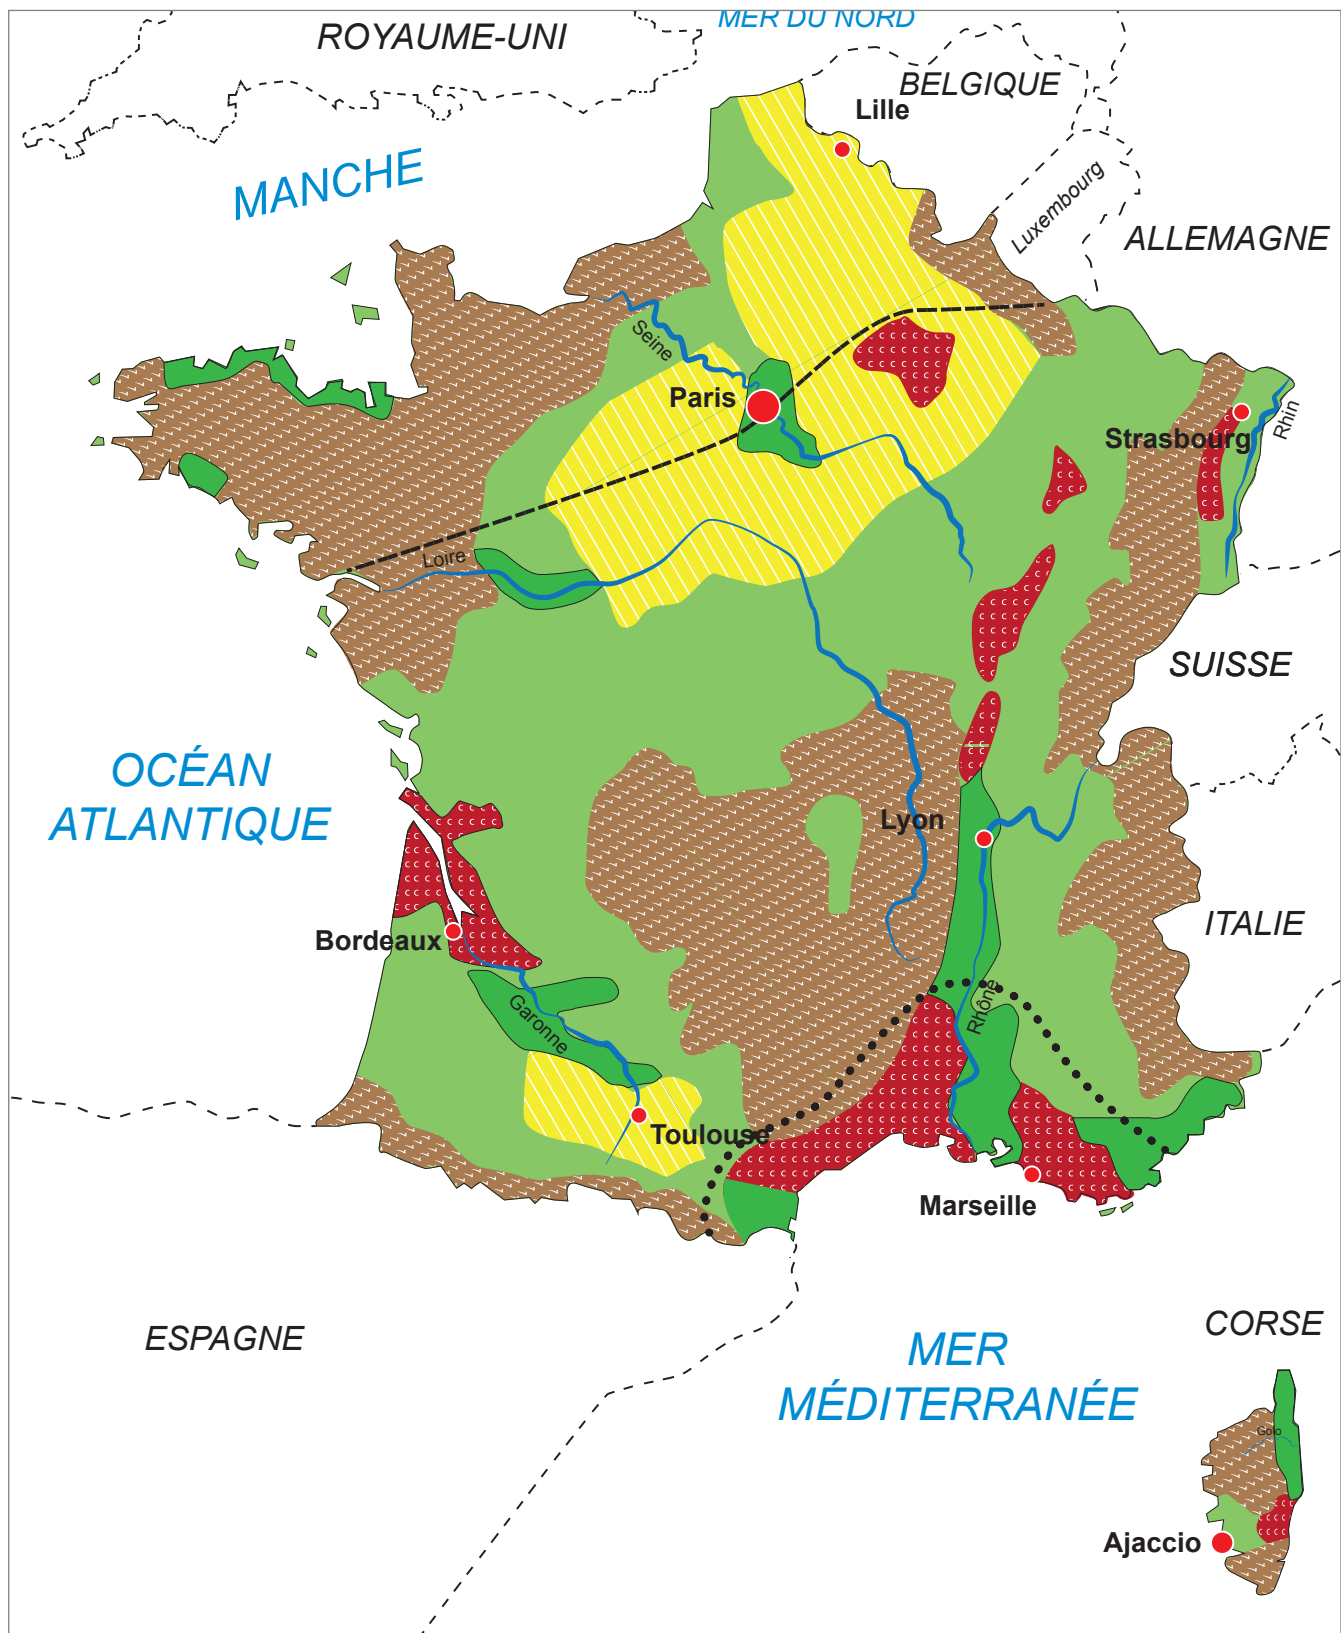 MER DU NORD
ROYAUME-UNI
BELGIQUE
Lille
MANCHE
Luxembourg
ALLEMAGNE
Seine
Paris
Strasbourg
Rhin
Loire
SUISSE
OCÉAN
ATLANTIQUE
Lyon
Bordeaux
ITALIE
Garonne
Rhône
Toulouse
Marseille
ESPAGNE
CORSE
MER
MÉDITERRANÉE
Golo
Ajaccio